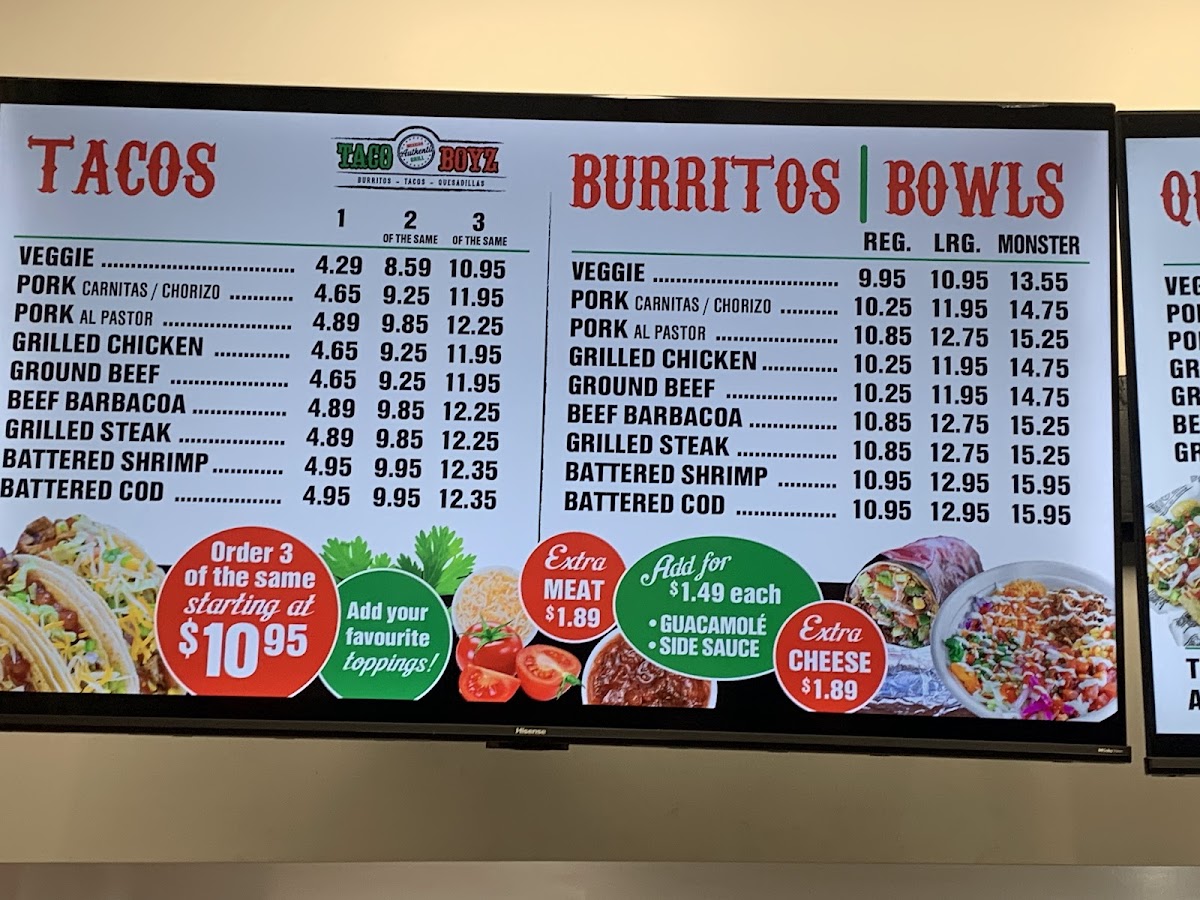 TACOS
TACO BOYZ
Authentic
BURRITOS - TACOS - QUESADILLAS
1 2 3
OF THE SAME OF THE SAME
VEGGIE 4.29 8.59 10.95
PORK CARNITAS / CHORIZO 4.65 9.25 11.95
PORK AL PASTOR 4.89 9.85 12.25
GRILLED CHICKEN 4.65 9.25 11.95
GROUND BEEF 4.65 9.25 11.95
BEEF BARBACOA 4.89 9.85 12.25
GRILLED STEAK 4.89 9.85 12.25
BATTERED SHRIMP 4.95 9.95 12.35
BATTERED COD 4.95 9.95 12.35
BURRITOS | BOWLS
REG. LRG. MONSTER
VEGGIE 9.95 10.95 13.55
PORK CARNITAS / CHORIZO 10.25 11.95 14.75
PORK AL PASTOR 10.85 12.75 15.25
GRILLED CHICKEN 10.25 11.95 14.75
GROUND BEEF 10.25 11.95 14.75
BEEF BARBACOA 10.85 12.75 15.25
GRILLED STEAK 10.85 12.75 15.25
BATTERED SHRIMP 10.95 12.95 15.95
BATTERED COD 10.95 12.95 15.95
Order 3
of the same
starting at
$10.95
Add your
favourite
toppings!
Extra
MEAT
$1.89
Add for
$1.49 each
• GUACAMOLÉ
• SIDE SAUCE
Extra
CHEESE
$1.89
Hisense